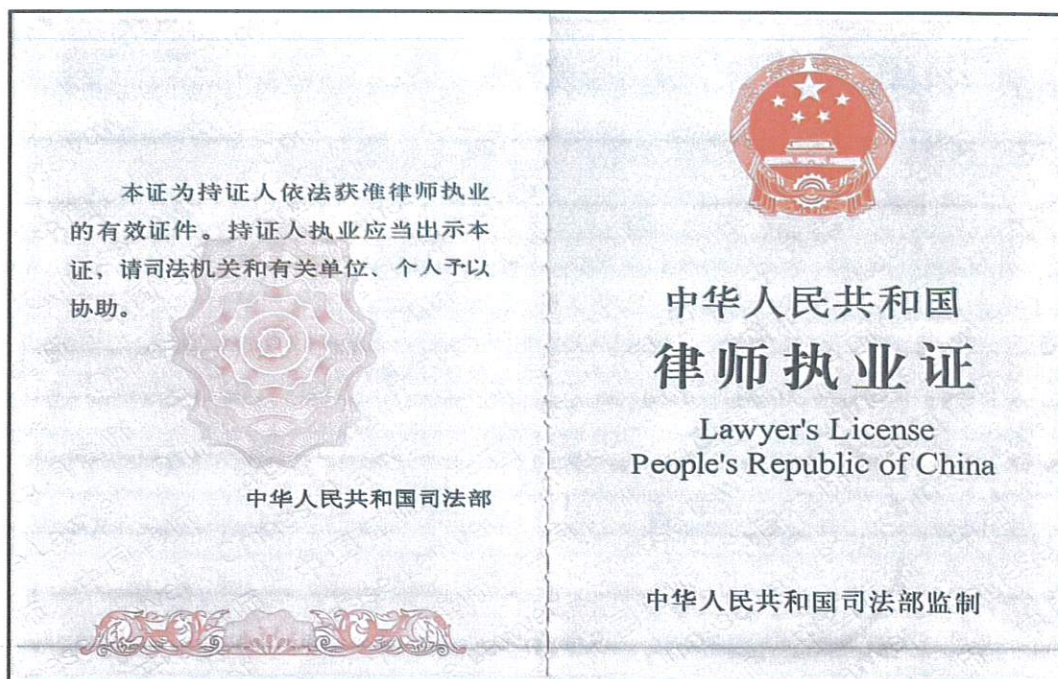 本证为持证人依法获准律师执业
的有效证件。持证人执业应当出示本
证、请司法机关和有关单位、个人予以
协助。
中华人民共和国司法部
中华人民共和国
律师执业证
Lawyer's License
People's Republic of China
中华人民共和国司法部监制